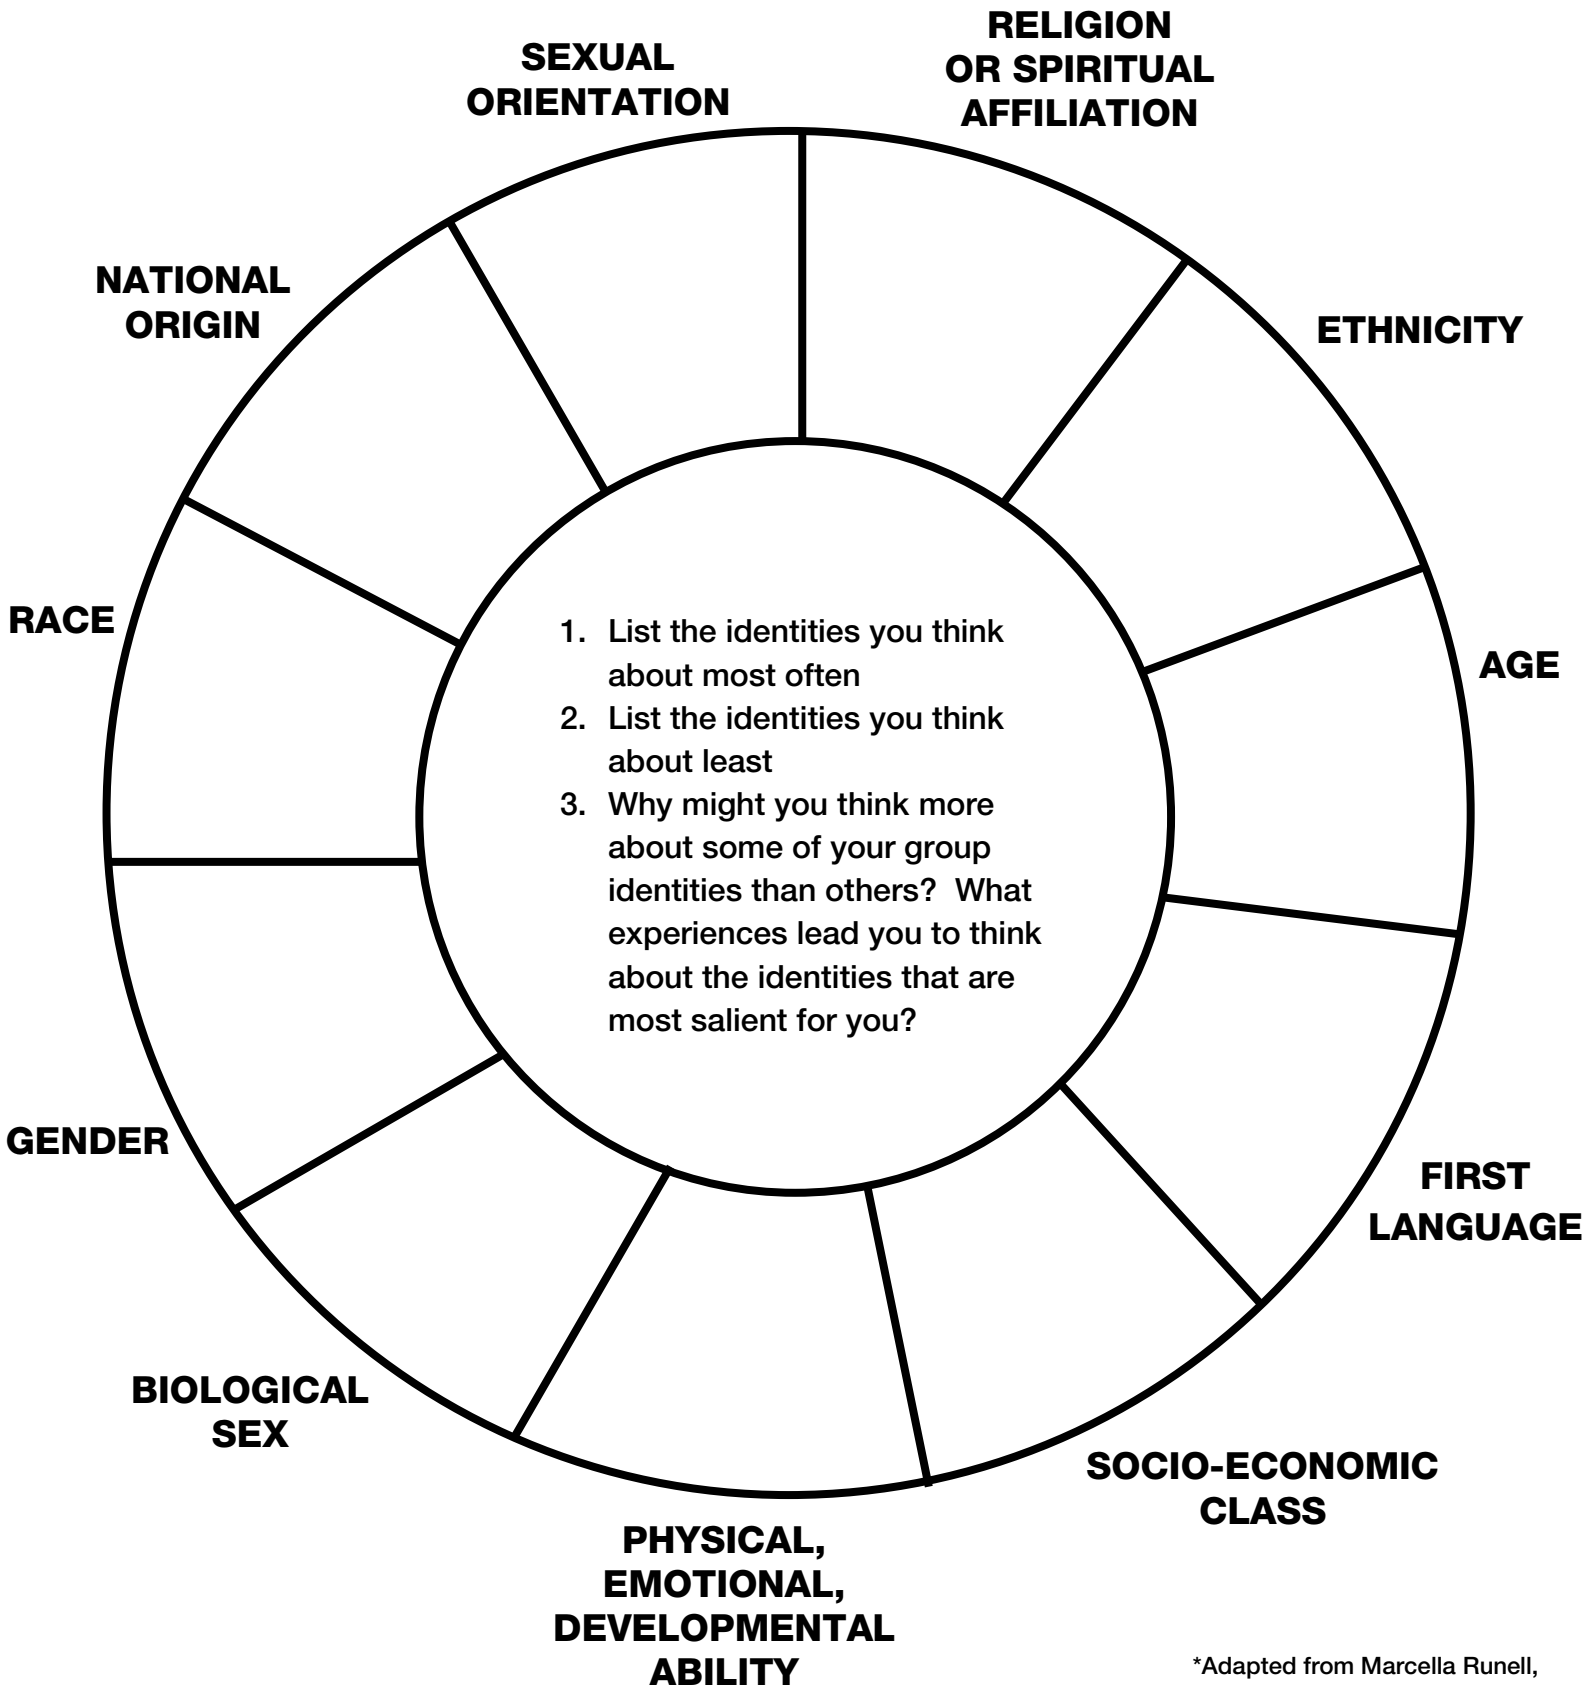 SEXUAL
ORIENTATION
RELIGION
OR SPIRITUAL
AFFILIATION
NATIONAL
ORIGIN
ETHNICITY
RACE
AGE
1. List the identities you think
about most often
2. List the identities you think
about least
3. Why might you think more
about some of your group
identities than others?  What
experiences lead you to think
about the identities that are
most salient for you?
GENDER
FIRST
LANGUAGE
BIOLOGICAL
SEX
SOCIO-ECONOMIC
CLASS
PHYSICAL,
EMOTIONAL,
DEVELOPMENTAL
ABILITY
*Adapted from Marcella Runell,